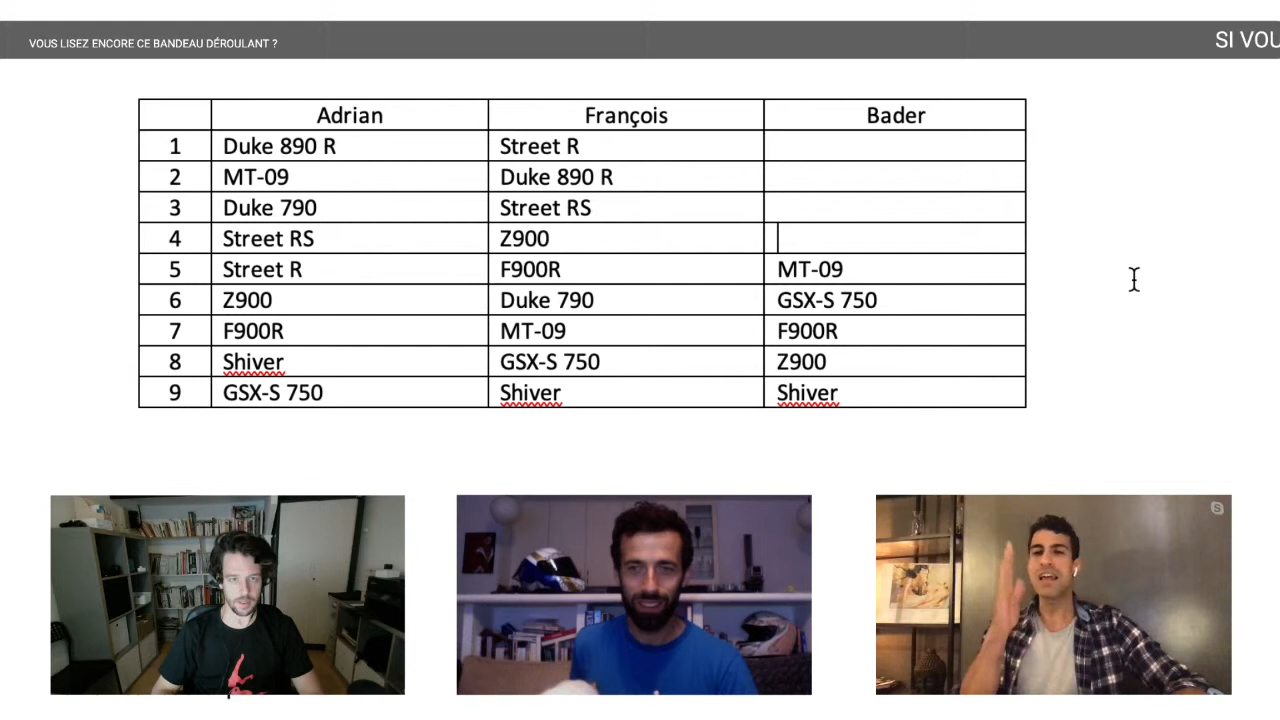 VOUS LISEZ ENCORE CE BANDEAU DÉROULANT ?
SI VOU
Adrian François Bader
1 Duke 890 R Street R
2 MT-09 Duke 890 R
3 Duke 790 Street RS
4 Street RS Z900
5 Street R F900R MT-09
6 Z900 Duke 790 GSX-S 750
7 F900R MT-09 F900R
8 Shiver GSX-S 750 Z900
9 GSX-S 750 Shiver Shiver